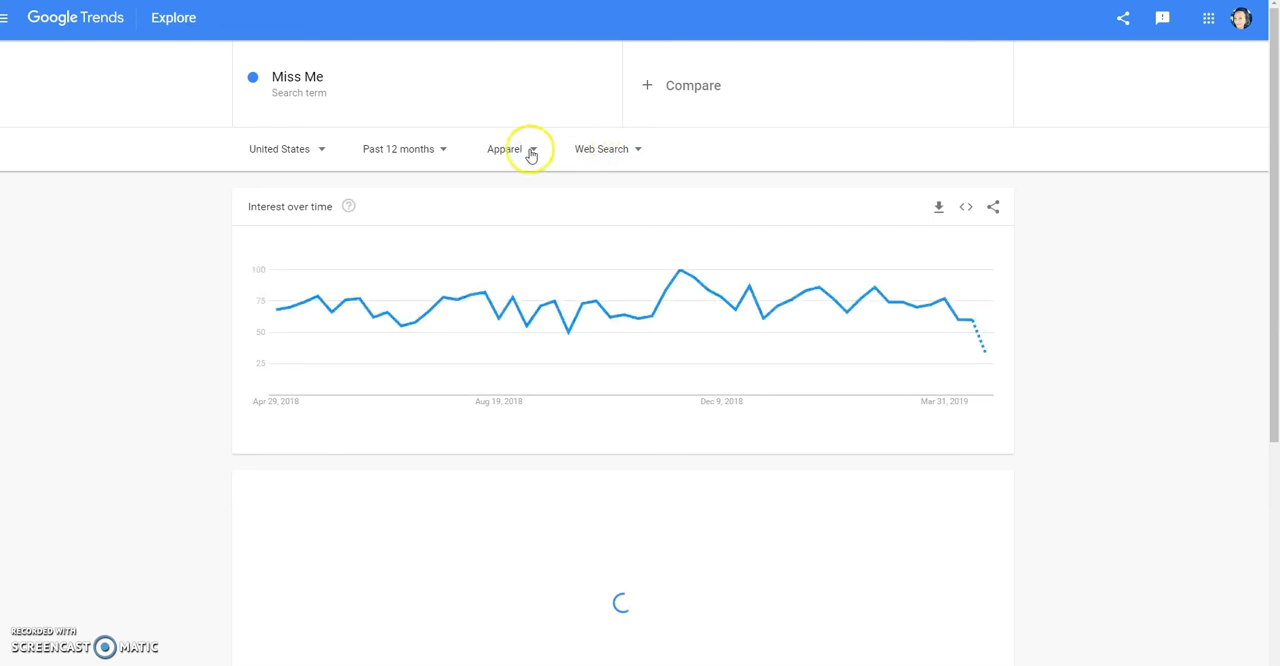 Google Trends Explore
Miss Me
Search term
+ Compare
United States Past 12 months Apparel Web Search
Interest over time ?
100
75
50
25
Apr 29, 2018 Aug 19, 2018 Dec 9, 2018 Mar 31, 2019
RECORDED WITH
SCREENCAST MATIC